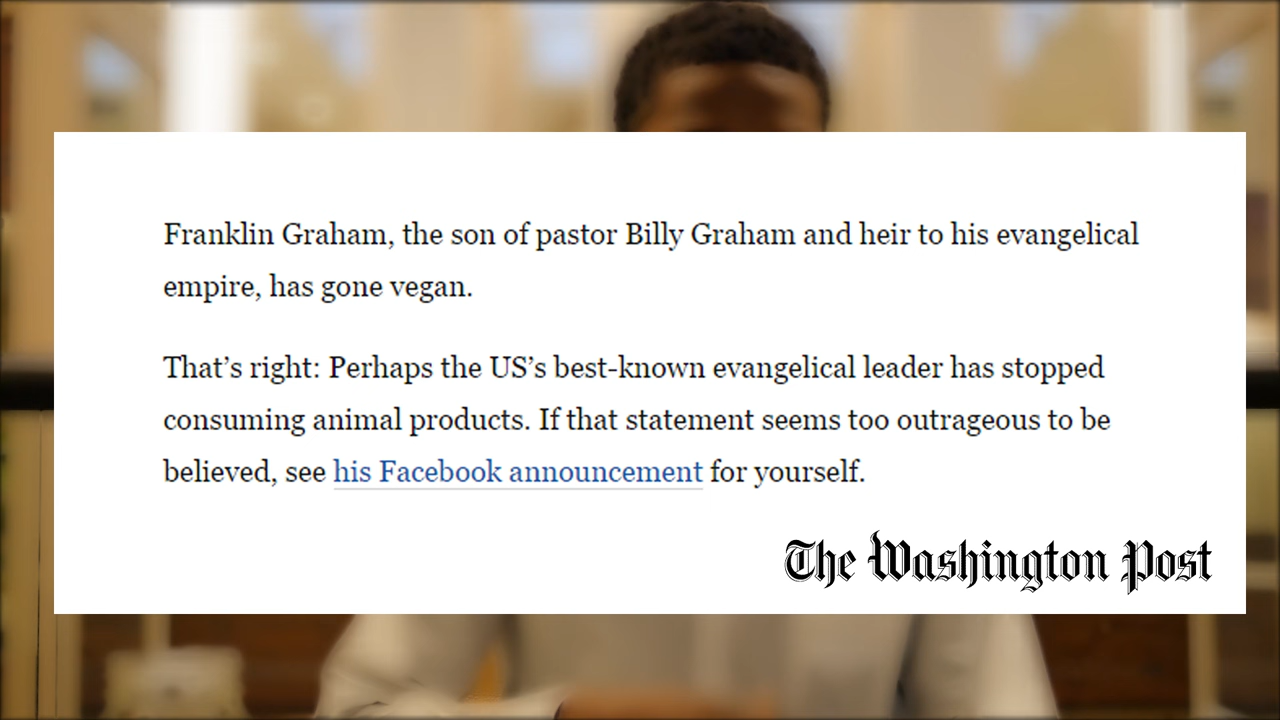 Franklin Graham, the son of pastor Billy Graham and heir to his evangelical
empire, has gone vegan.
That’s right: Perhaps the US’s best-known evangelical leader has stopped
consuming animal products. If that statement seems too outrageous to be
believed, see his Facebook announcement for yourself.
The Washington Post